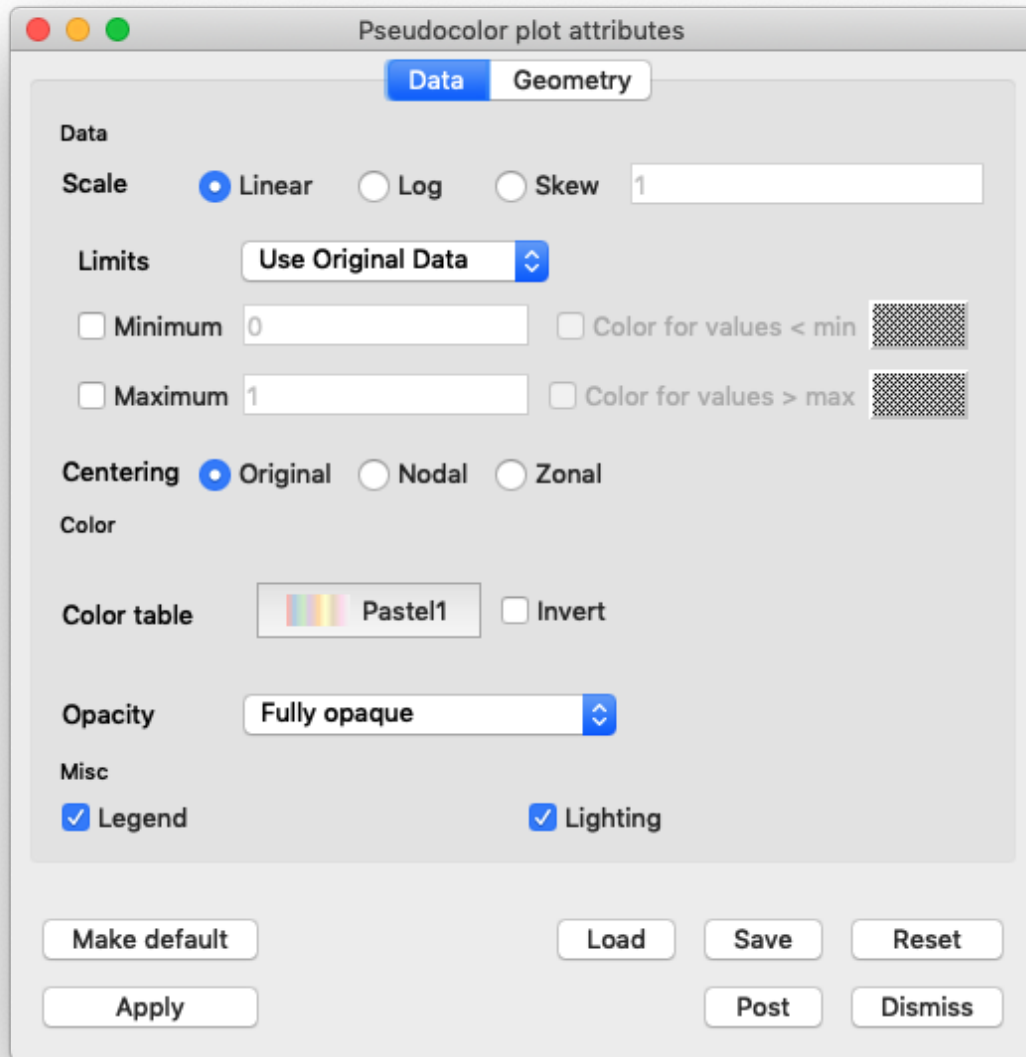 Pseudocolor plot attributes
Data Geometry
Data
Scale Linear Log Skew 1
Limits Use Original Data
Minimum 0 Color for values < min
Maximum 1 Color for values > max
Centering Original Nodal Zonal
Color
Color table Pastel1 Invert
Opacity Fully opaque
Misc
Legend Lighting
Make default Load Save Reset
Apply Post Dismiss